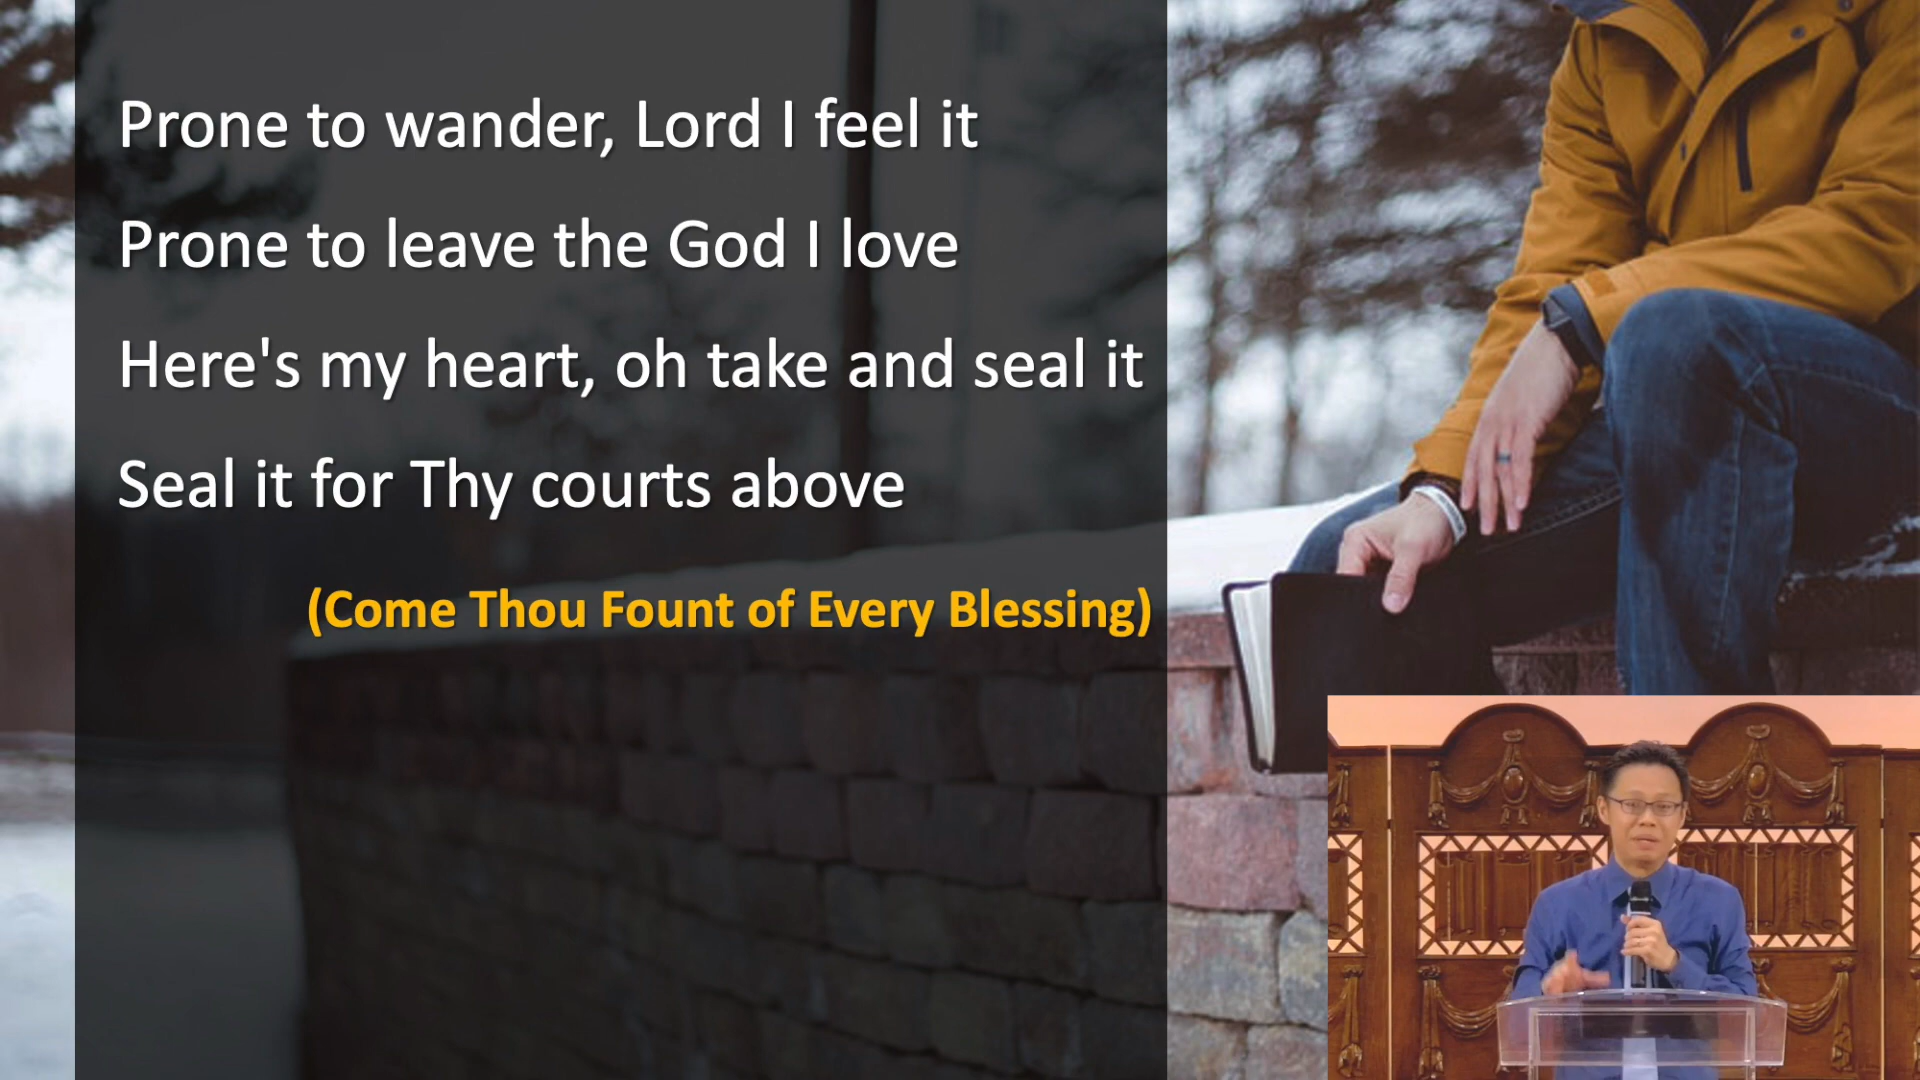 Prone to wander, Lord I feel it
Prone to leave the God I love
Here's my heart, oh take and seal it
Seal it for Thy courts above
(Come Thou Fount of Every Blessing)